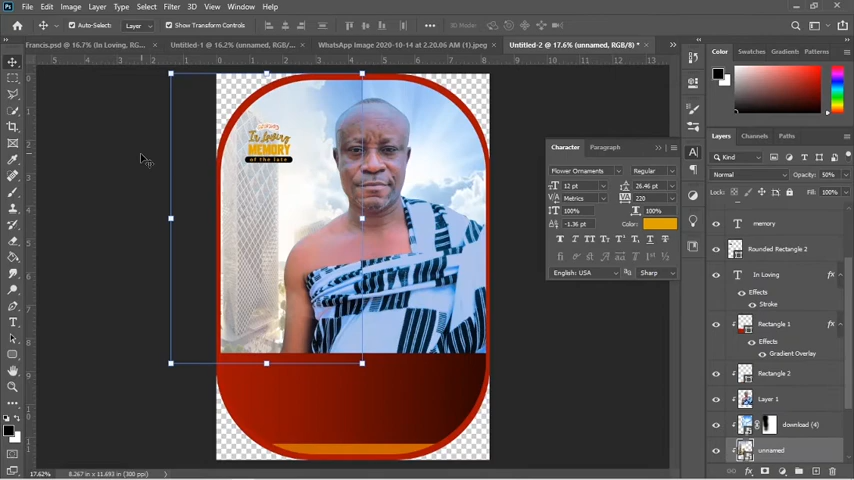 File Edit Image Layer Type Select Filter 3D View Window Help
Auto-Select: Layer Show Transform Controls 3D Mode:
Francis.psd @ 16.7% (In Loving, RGB/8) × Untitled-1 @ 16.2% (unnamed, RGB/8) × WhatsApp Image 2020-10-14 at 2.20.06 AM (1).jpeg × Untitled-2 @ 17.6% (unnamed, RGB/8) *
In Loving
MEMORY
of the late
Character Paragraph
Flower Ornaments Regular
12 pt 26.46 pt
Metrics 220
100% 100%
-1.36 pt Color:
English: USA Sharp
Color Swatches Gradients Patterns
Layers Channels Paths
Kind
Normal Opacity: 50%
Lock: Fill: 100%
memory
Rounded Rectangle 2
In Loving fx
Effects
Stroke
Rectangle 1 fx
Effects
Gradient Overlay
Rectangle 2
Layer 1
download (4)
unnamed
17.62% 8.267 in x 11.693 in (300 ppi)